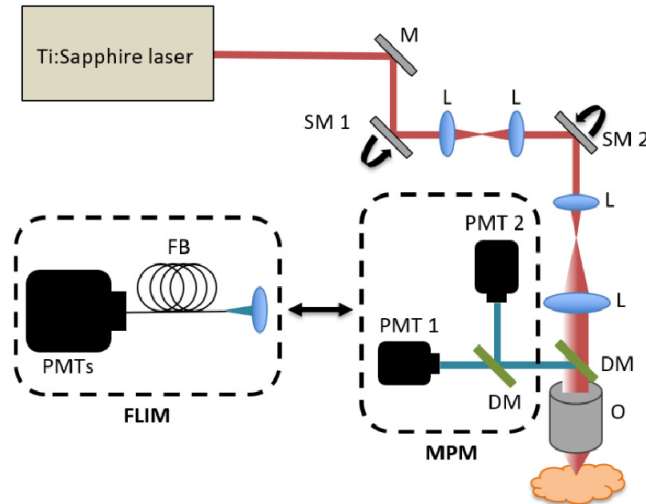 Ti:Sapphire laser
M
SM 1
L
L
SM 2
L
PMT 2
FB
L
PMT 1
PMTs
DM
DM
FLIM
O
MPM